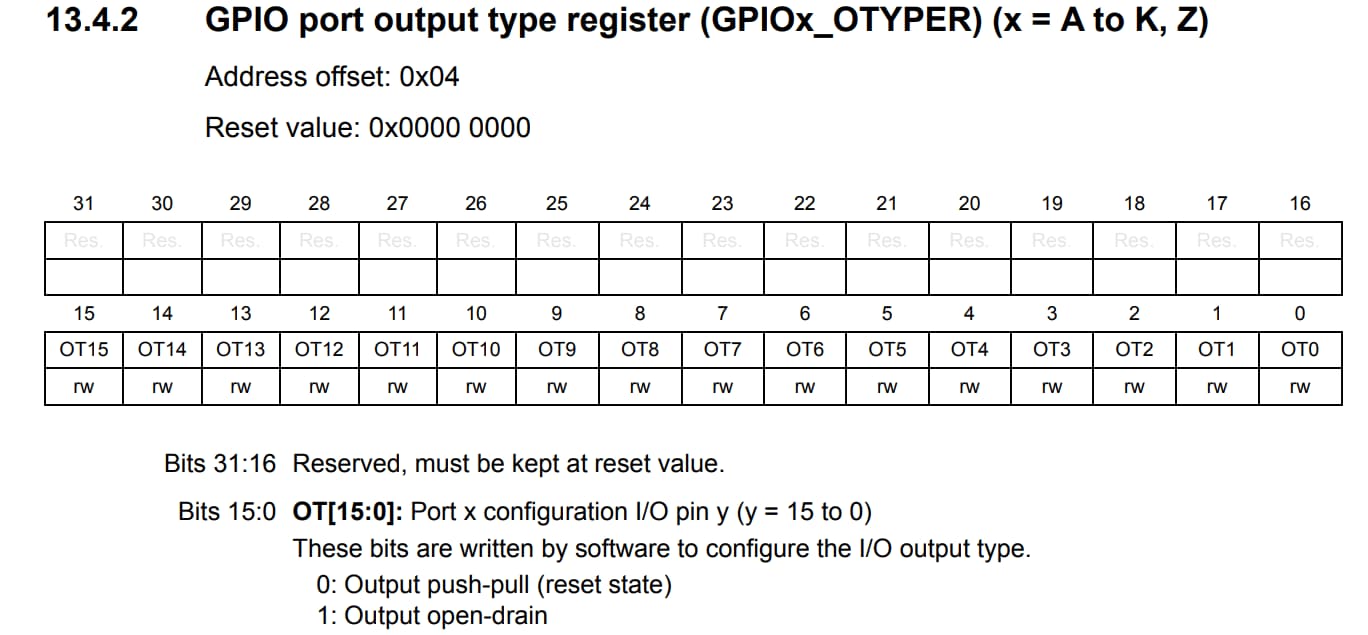 13.4.2 GPIO port output type register (GPIOx_OTYPER) (x = A to K, Z)
Address offset: 0x04
Reset value: 0x0000 0000
31 30 29 28 27 26 25 24 23 22 21 20 19 18 17 16
Res. Res. Res. Res. Res. Res. Res. Res. Res. Res. Res. Res. Res. Res. Res. Res.
15 14 13 12 11 10 9 8 7 6 5 4 3 2 1 0
OT15 OT14 OT13 OT12 OT11 OT10 OT9 OT8 OT7 OT6 OT5 OT4 OT3 OT2 OT1 OT0
rw rw rw rw rw rw rw rw rw rw rw rw rw rw rw rw
Bits 31:16 Reserved, must be kept at reset value.
Bits 15:0 OT[15:0]: Port x configuration I/O pin y (y = 15 to 0)
These bits are written by software to configure the I/O output type.
0: Output push-pull (reset state)
1: Output open-drain